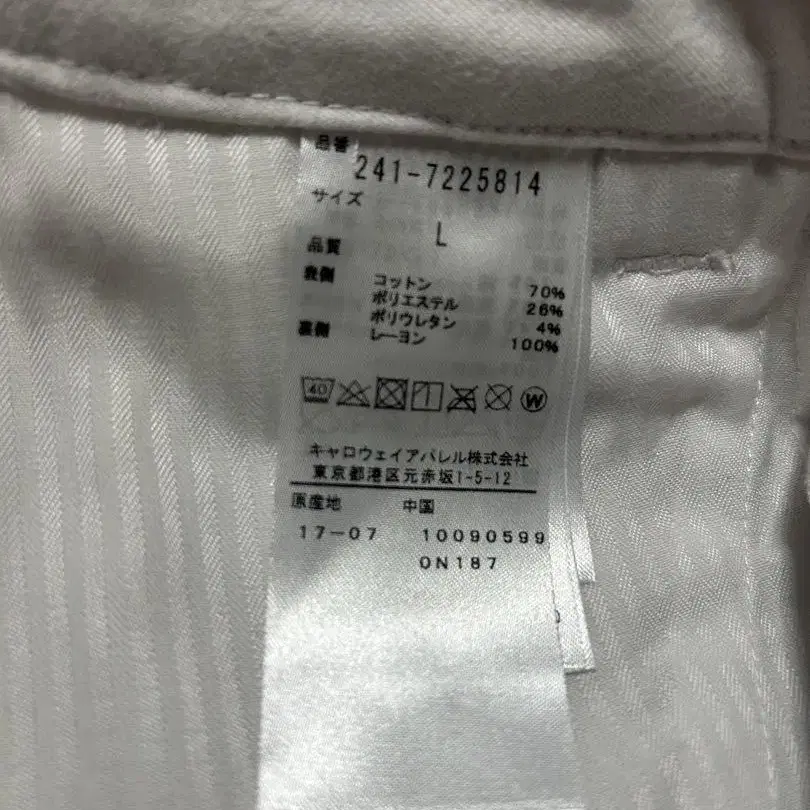 品番
241-7225814
サイズ
L
品質
表側 コットン 70%
ポリエステル 26%
ポリウレタン 4%
裏側 レーヨン 100%
40 W
キャロウェイアパレル株式会社
東京都港区元赤坂1-5-12
原産地 中国
17-07 10090599
0N187